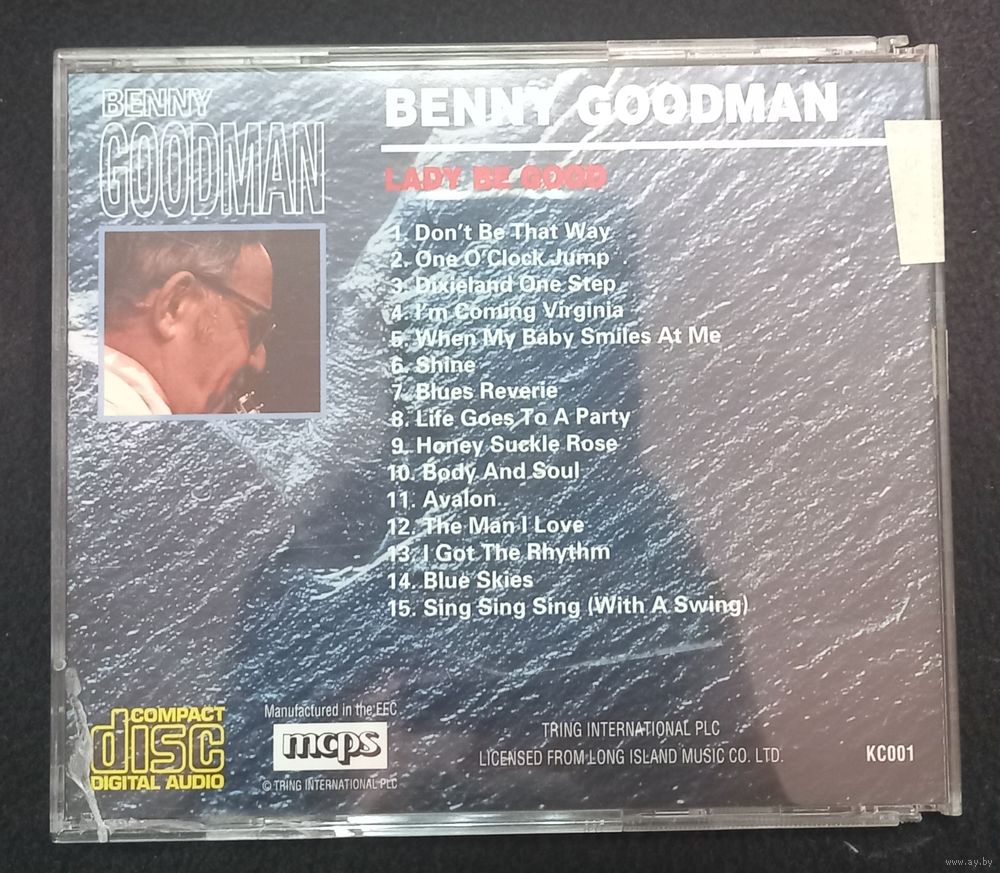 BENNY
GOODMAN
BENNY GOODMAN
LADY BE GOOD
1. Don't Be That Way
2. One O'Clock Jump
3. Dixieland One Step
4. I'm Coming Virginia
5. When My Baby Smiles At Me
6. Shine
7. Blues Reverie
8. Life Goes To A Party
9. Honey Suckle Rose
10. Body And Soul
11. Avalon
12. The Man I Love
13. I Got The Rhythm
14. Blue Skies
15. Sing Sing Sing (With A Swing)
COMPACT
disc
DIGITAL AUDIO
Manufactured in the EEC
mcps
© TRING INTERNATIONAL PLC
TRING INTERNATIONAL PLC
LICENSED FROM LONG ISLAND MUSIC CO. LTD.
KC001
www.ay.by